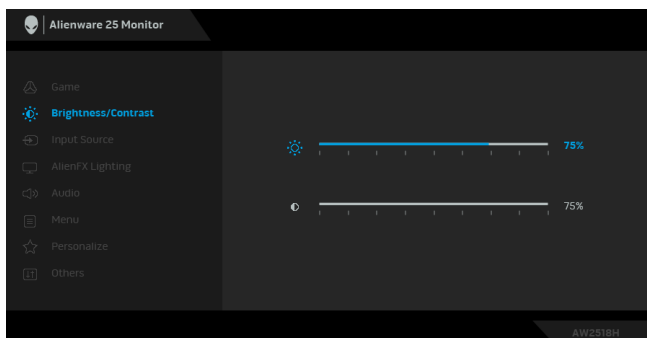 Alienware 25 Monitor
Game
Brightness/Contrast
Input Source
AlienFX Lighting
Audio
Menu
Personalize
Others
75%
75%
AW2518H